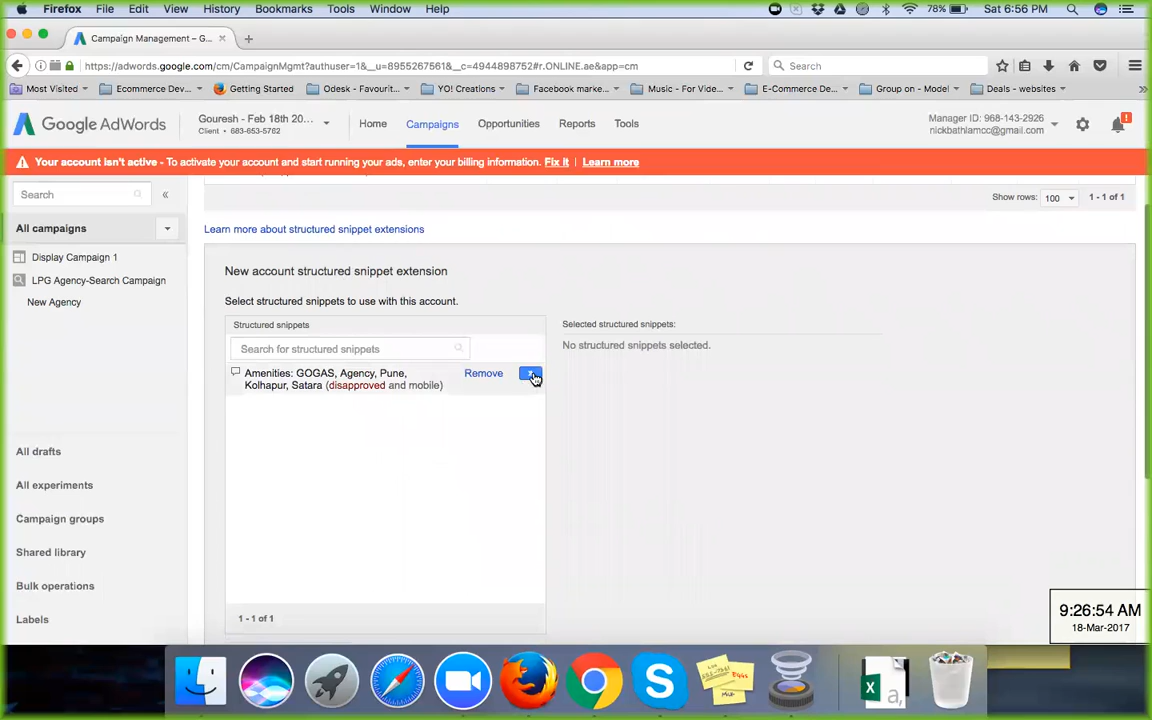 Firefox File Edit View History Bookmarks Tools Window Help 78% Sat 6:56 PM
Campaign Management – G...
https://adwords.google.com/cm/CampaignMgmt?authuser=1&__u=8955267561&__c=4944898752#r.ONLINE.ae&app=cm Search
Most Visited Ecommerce Dev... Getting Started Odesk - Favourit... YO! Creations Facebook marke... Music - For Vide... E-Commerce De... Group on - Model Deals - websites
Google AdWords
Gouresh - Feb 18th 20...
Client · 683-653-5762
Home Campaigns Opportunities Reports Tools
Manager ID: 968-143-2926
nickbathlamcc@gmail.com
Your account isn't active - To activate your account and start running your ads, enter your billing information. Fix it Learn more
Search
All campaigns
Display Campaign 1
LPG Agency-Search Campaign
New Agency
All drafts
All experiments
Campaign groups
Shared library
Bulk operations
Labels
Show rows: 100 1 - 1 of 1
Learn more about structured snippet extensions
New account structured snippet extension
Select structured snippets to use with this account.
Structured snippets
Search for structured snippets
Amenities: GOGAS, Agency, Pune,
Kolhapur, Satara (disapproved and mobile)
Remove
1 - 1 of 1
Selected structured snippets:
No structured snippets selected.
9:26:54 AM
18-Mar-2017